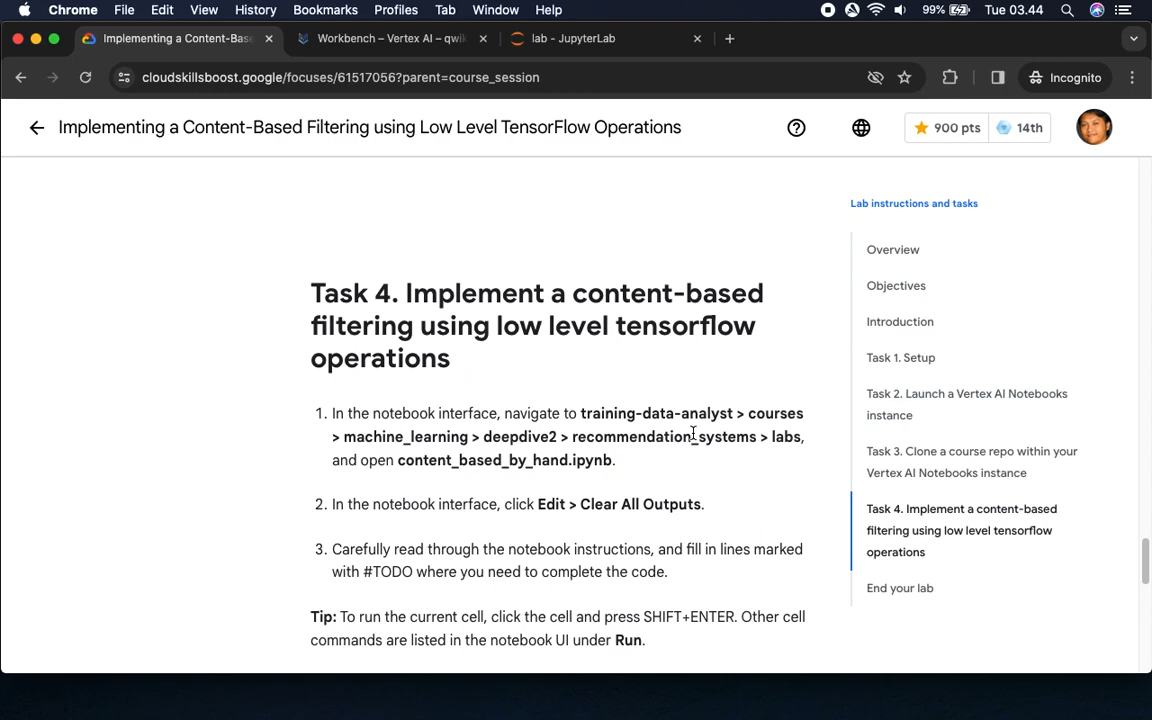 Chrome File Edit View History Bookmarks Profiles Tab Window Help 99% Tue 03.44
Implementing a Content-Bas Workbench – Vertex AI – qwik lab - JupyterLab
cloudskillsboost.google/focuses/61517056?parent=course_session Incognito
Implementing a Content-Based Filtering using Low Level TensorFlow Operations 900 pts 14th
Task 4. Implement a content-based
filtering using low level tensorflow
operations
1. In the notebook interface, navigate to training-data-analyst > courses
> machine_learning > deepdive2 > recommendation_systems > labs,
and open content_based_by_hand.ipynb.
2. In the notebook interface, click Edit > Clear All Outputs.
3. Carefully read through the notebook instructions, and fill in lines marked
with #TODO where you need to complete the code.
Tip: To run the current cell, click the cell and press SHIFT+ENTER. Other cell
commands are listed in the notebook UI under Run.
Lab instructions and tasks
Overview
Objectives
Introduction
Task 1. Setup
Task 2. Launch a Vertex AI Notebooks
instance
Task 3. Clone a course repo within your
Vertex AI Notebooks instance
Task 4. Implement a content-based
filtering using low level tensorflow
operations
End your lab